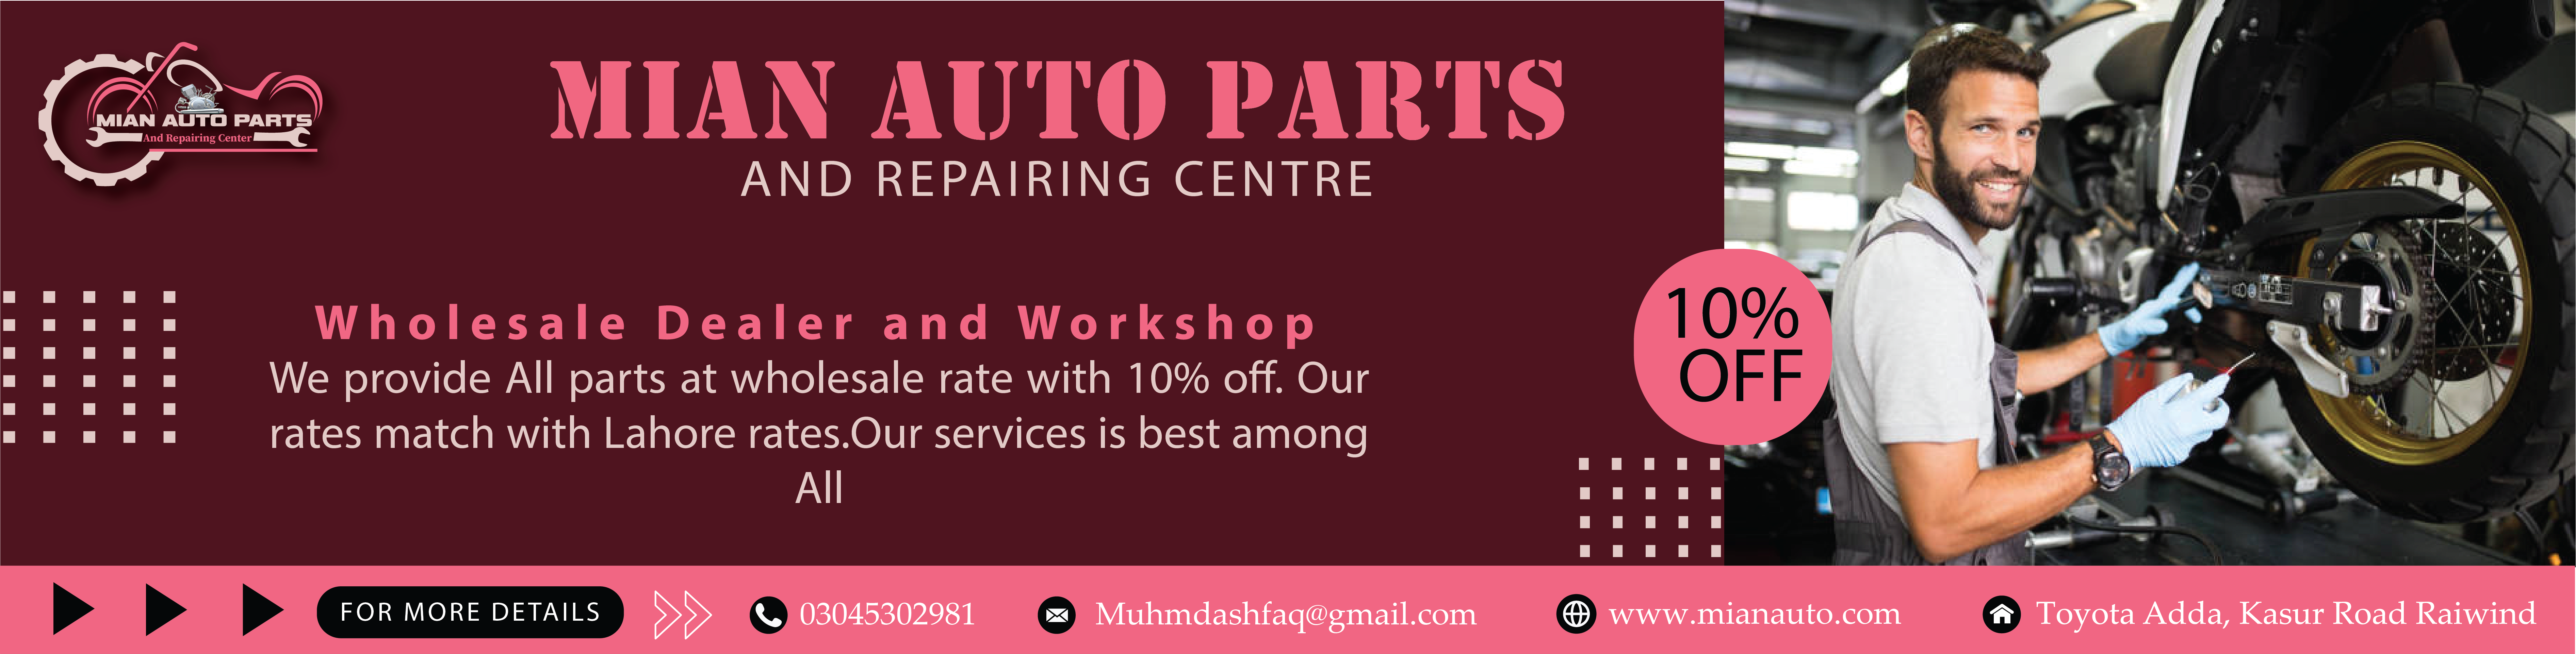 MIAN AUTO PARTS
And Repairing Center
MIAN AUTO PARTS
AND REPAIRING CENTRE
Wholesale Dealer and Workshop
We provide All parts at wholesale rate with 10% off. Our
rates match with Lahore rates.Our services is best among
All
10%
OFF
FOR MORE DETAILS
03045302981
Muhmdashfaq@gmail.com
www.mianauto.com
Toyota Adda, Kasur Road Raiwind